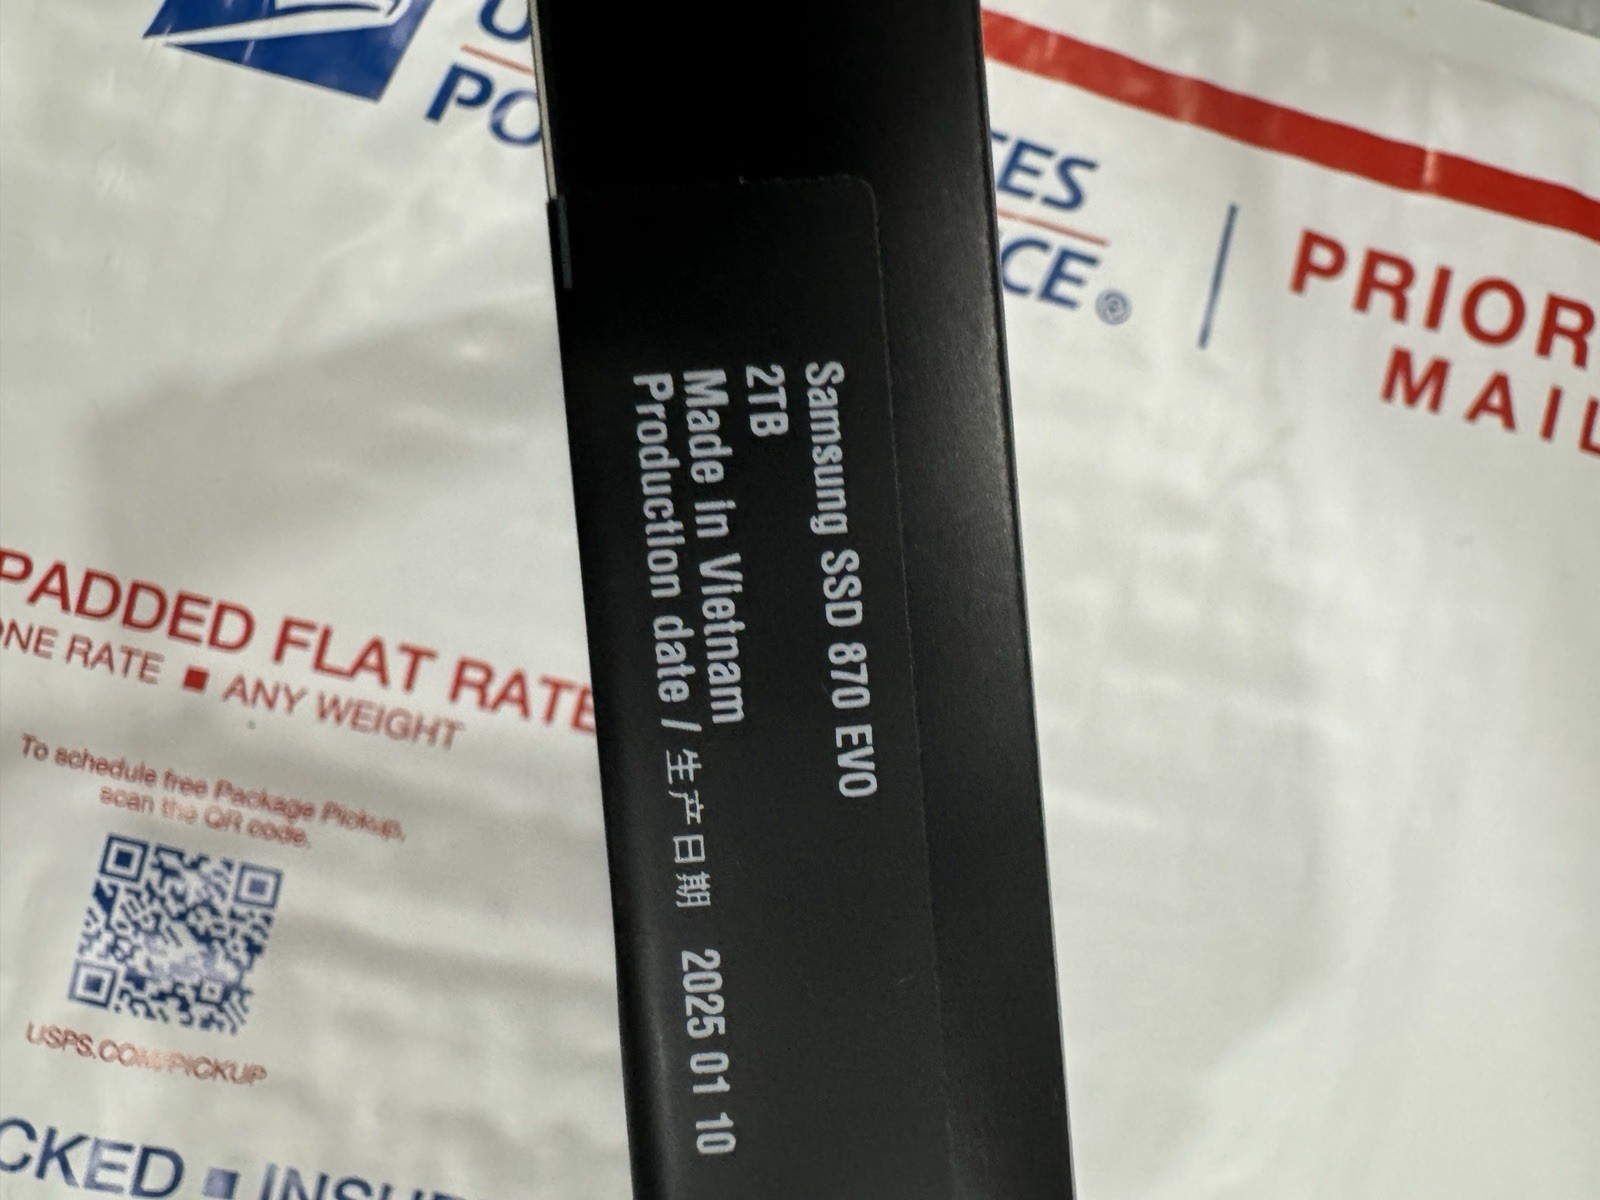 U
PO
TES
CE®
PRIOR
MAIL
Samsung SSD 870 EVO
2TB
Made in Vietnam
Production date / 生产日期 2025 01 10
PADDED FLAT RATE
ONE RATE ■ ANY WEIGHT
To schedule free Package Pickup,
scan the QR code.
USPS.COM/PICKUP
CKED ■ INSU